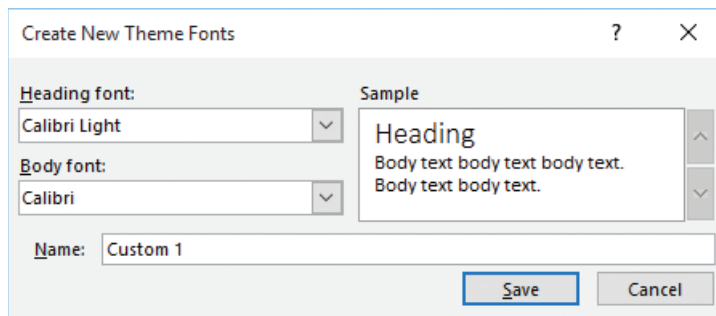 Create New Theme Fonts ?
Heading font:
Calibri Light
Body font:
Calibri
Sample
Heading
Body text body text body text.
Body text body text.
Name: Custom 1
Save Cancel